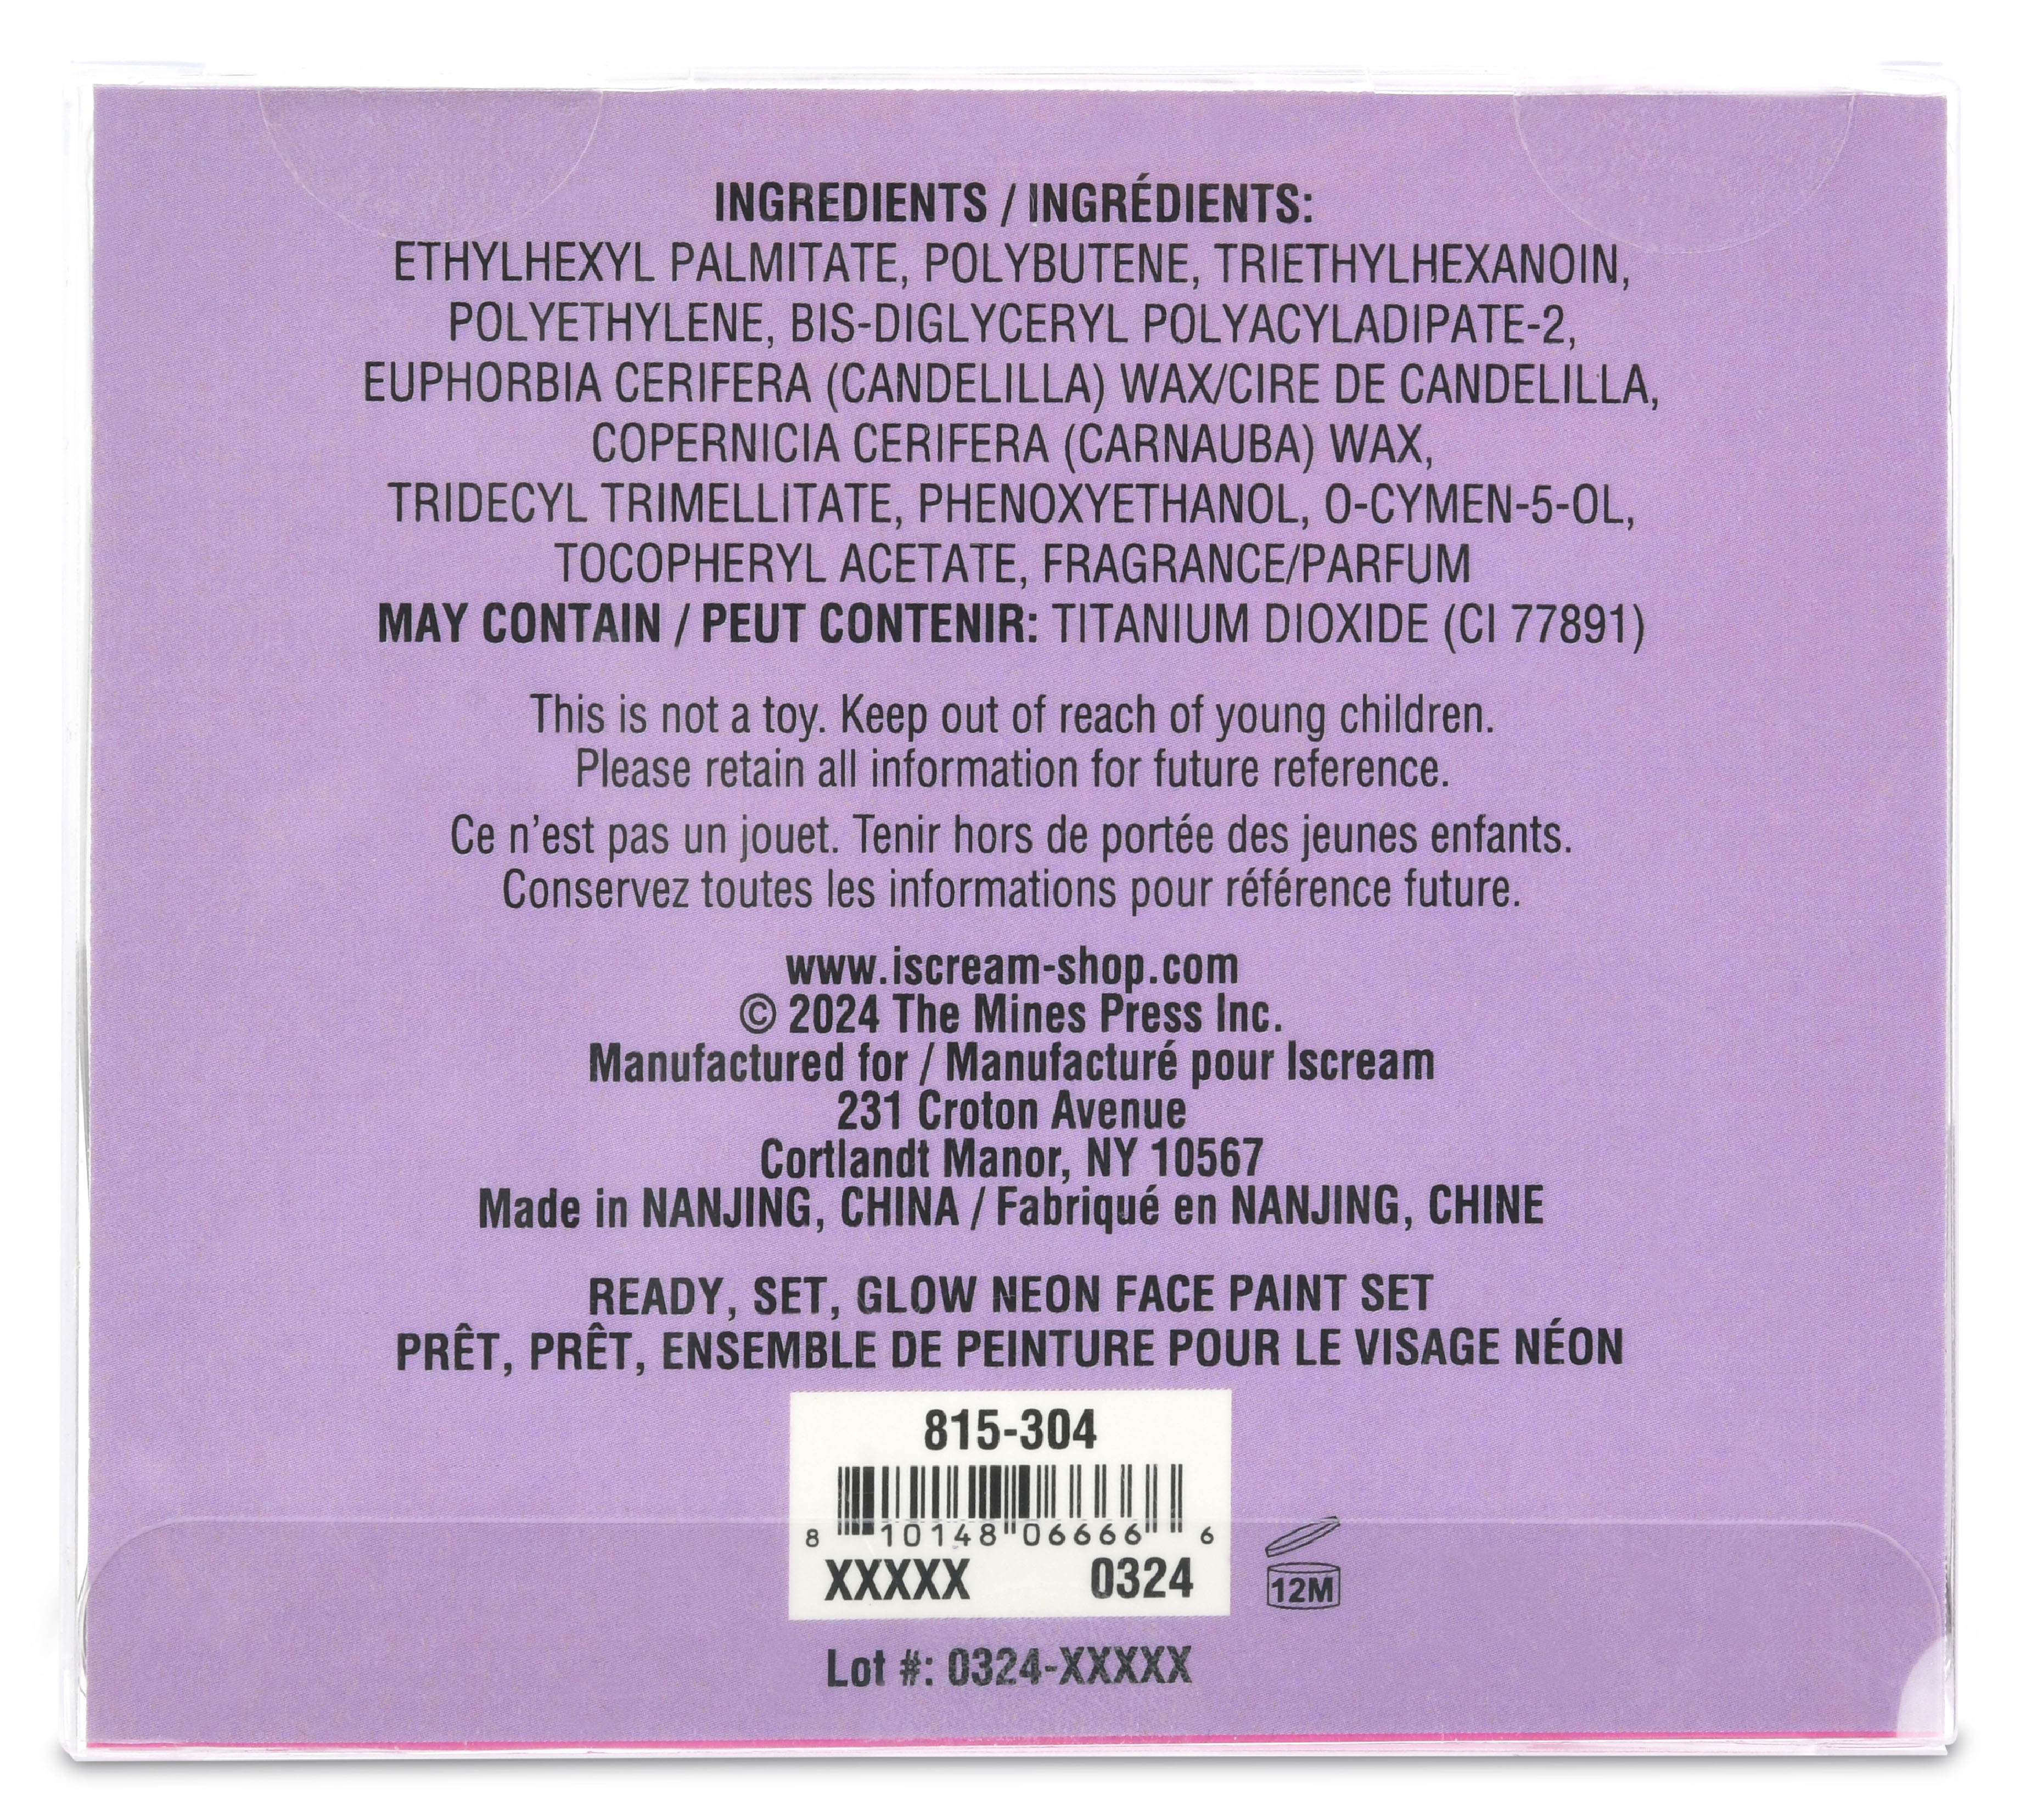 INGREDIENTS / INGRÉDIENTS:
ETHYLHEXYL PALMITATE, POLYBUTENE, TRIETHYLHEXANOIN,
POLYETHYLENE, BIS-DIGLYCERYL POLYACYLADIPATE-2,
EUPHORBIA CERIFERA (CANDELILLA) WAX/CIRE DE CANDELILLA,
COPERNICIA CERIFERA (CARNAUBA) WAX,
TRIDECYL TRIMELLITATE, PHENOXYETHANOL, O-CYMEN-5-OL,
TOCOPHERYL ACETATE, FRAGRANCE/PARFUM
MAY CONTAIN / PEUT CONTENIR: TITANIUM DIOXIDE (CI 77891)
This is not a toy. Keep out of reach of young children.
Please retain all information for future reference.
Ce n'est pas un jouet. Tenir hors de portée des jeunes enfants.
Conservez toutes les informations pour référence future.
www.iscream-shop.com
© 2024 The Mines Press Inc.
Manufactured for / Manufacturé pour Iscream
231 Croton Avenue
Cortlandt Manor, NY 10567
Made in NANJING, CHINA / Fabriqué en NANJING, CHINE
READY, SET, GLOW NEON FACE PAINT SET
PRÊT, PRÊT, ENSEMBLE DE PEINTURE POUR LE VISAGE NÉON
815-304
8 10148 06666 6
XXXXX 0324
12M
Lot #: 0324-XXXXX